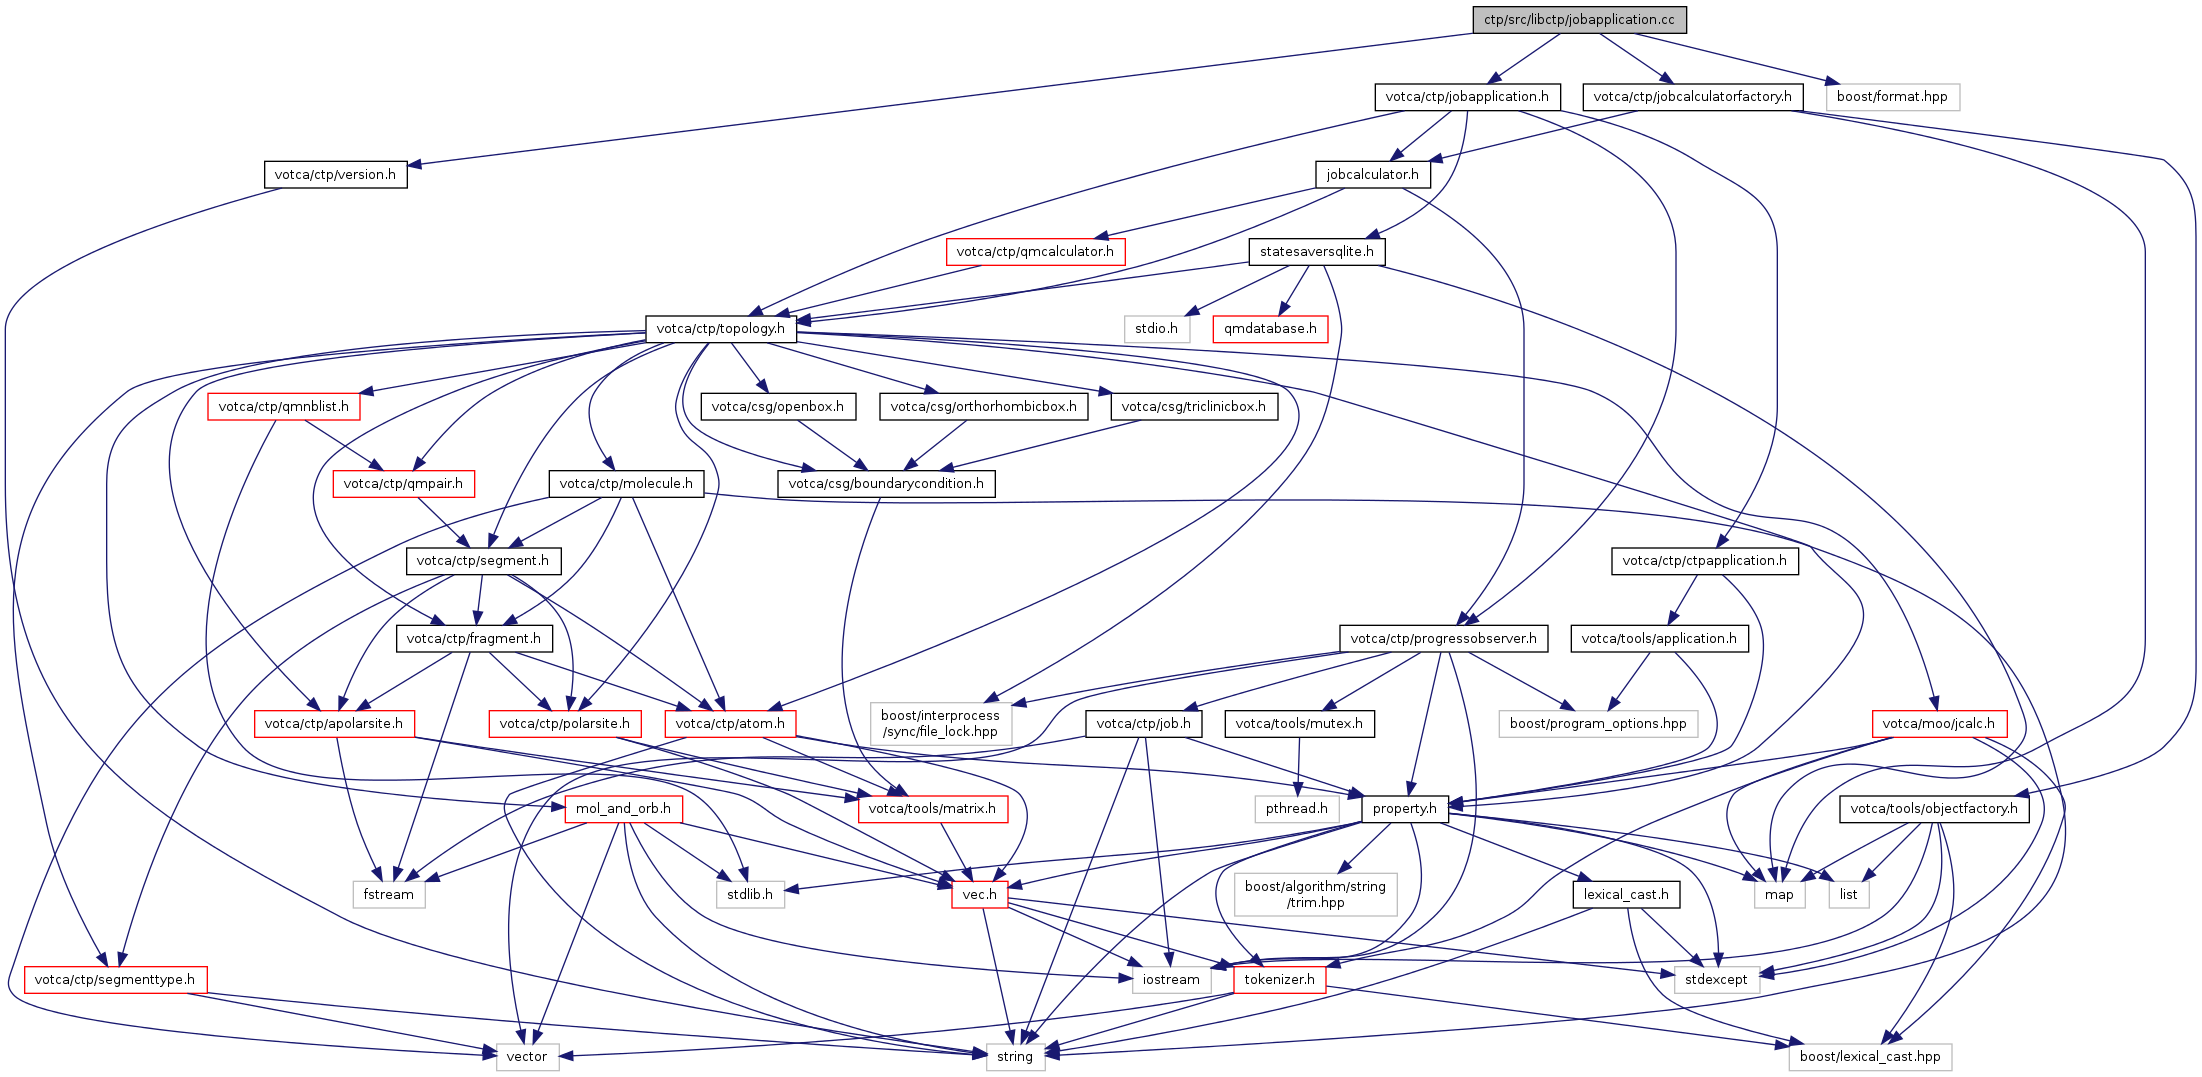 ctp/src/libctp/jobapplication.cc
votca/ctp/jobapplication.h
votca/ctp/jobcalculatorfactory.h
boost/format.hpp
votca/ctp/version.h
jobcalculator.h
votca/ctp/qmcalculator.h
statesaversqlite.h
votca/ctp/topology.h
stdio.h
qmdatabase.h
votca/ctp/qmnblist.h
votca/csg/openbox.h
votca/csg/orthorhombicbox.h
votca/csg/triclinicbox.h
votca/ctp/qmpair.h
votca/ctp/molecule.h
votca/csg/boundarycondition.h
votca/ctp/segment.h
votca/ctp/ctpapplication.h
votca/ctp/fragment.h
votca/ctp/progressobserver.h
votca/tools/application.h
votca/ctp/apolarsite.h
votca/ctp/polarsite.h
votca/ctp/atom.h
boost/interprocess
/sync/file_lock.hpp
votca/ctp/job.h
votca/tools/mutex.h
boost/program_options.hpp
votca/moo/jcalc.h
mol_and_orb.h
votca/tools/matrix.h
pthread.h
property.h
votca/tools/objectfactory.h
fstream
stdlib.h
vec.h
boost/algorithm/string
/trim.hpp
lexical_cast.h
map
list
votca/ctp/segmenttype.h
iostream
tokenizer.h
stdexcept
vector
string
boost/lexical_cast.hpp